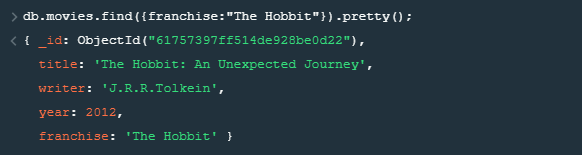 > db.movies.find({franchise:"The Hobbit"}).pretty();
< { _id: ObjectId("61757397ff514de928be0d22"),
title: 'The Hobbit: An Unexpected Journey',
writer: 'J.R.R.Tolkein',
year: 2012,
franchise: 'The Hobbit' }